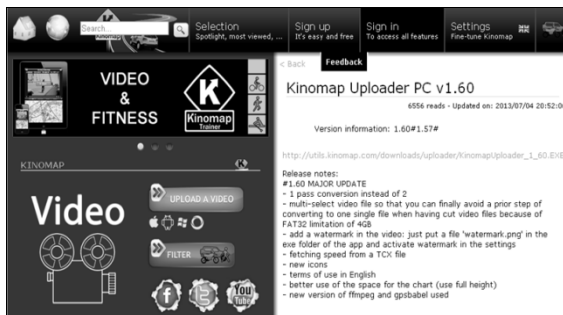 Search...
Selection
Spotlight, most viewed, ...
Sign up
It's easy and free
Sign in
To access all features
Settings
Fine-tune Kinomap
VIDEO
&
FITNESS
K
Kinomap
Trainer
KINOMAP
K
Video
UPLOAD A VIDEO
FILTER
f
t
You
Tube
< Back
Feedback
Kinomap Uploader PC v1.60
6556 reads - Updated on: 2013/07/04 20:52:00
Version information: 1.60#1.57#
http://utils.kinomap.com/downloads/uploader/KinomapUploader_1_60.EXE
Release notes:
#1.60 MAJOR UPDATE
- 1 pass conversion instead of 2
- multi-select video file so that you can finally avoid a prior step of
converting to one single file when having cut video files because of
FAT32 limitation of 4GB
- add a watermark in the video: just put a file 'watermark.png' in the
exe folder of the app and activate watermark in the settings
- fetching speed from a TCX file
- new icons
- terms of use in English
- better use of the space for the chart (use full height)
- new version of ffmpeg and gpsbabel used